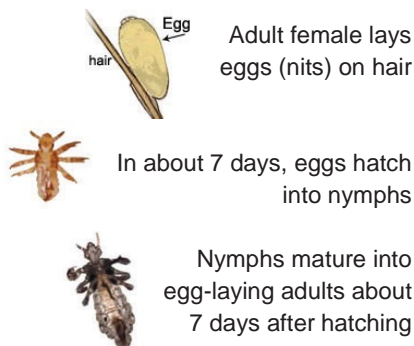 Egg
hair
Adult female lays
eggs (nits) on hair
In about 7 days, eggs hatch
into nymphs
Nymphs mature into
egg-laying adults about
7 days after hatching